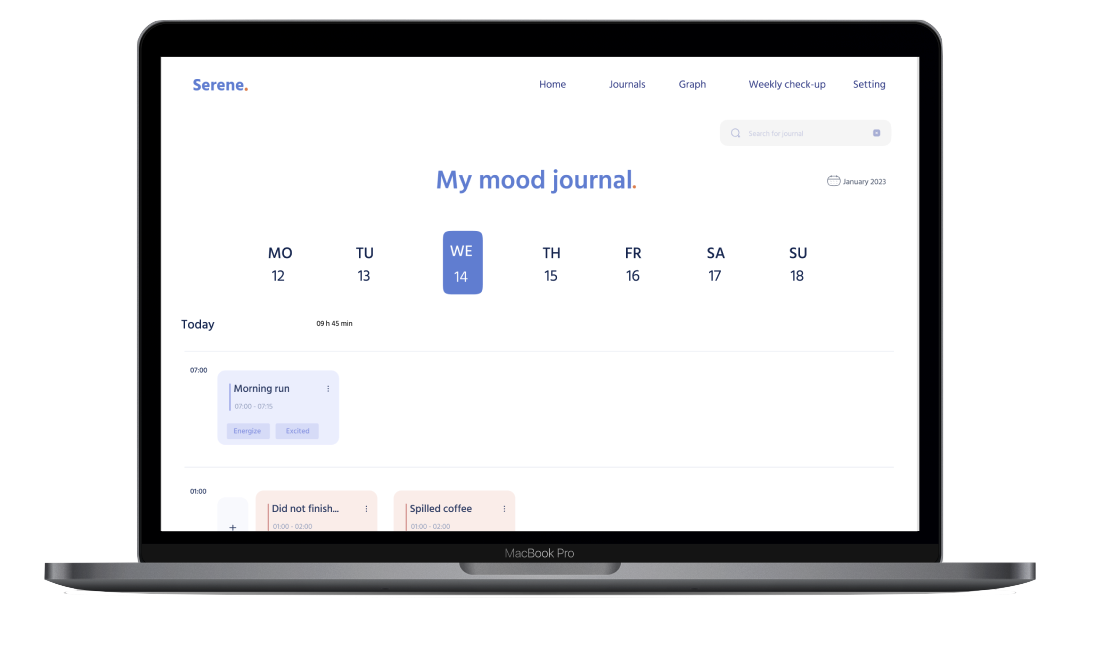 Serene.
Home Journals Graph Weekly check-up Setting
Search for journal
My mood journal.
January 2023
MO TU WE TH FR SA SU
12 13 14 15 16 17 18
Today 09 h 45 min
07:00
Morning run
07:00 - 07:15
Energize Excited
01:00
Did not finish... Spilled coffee
+ 01:00 - 02:00 01:00 - 02:00
MacBook Pro